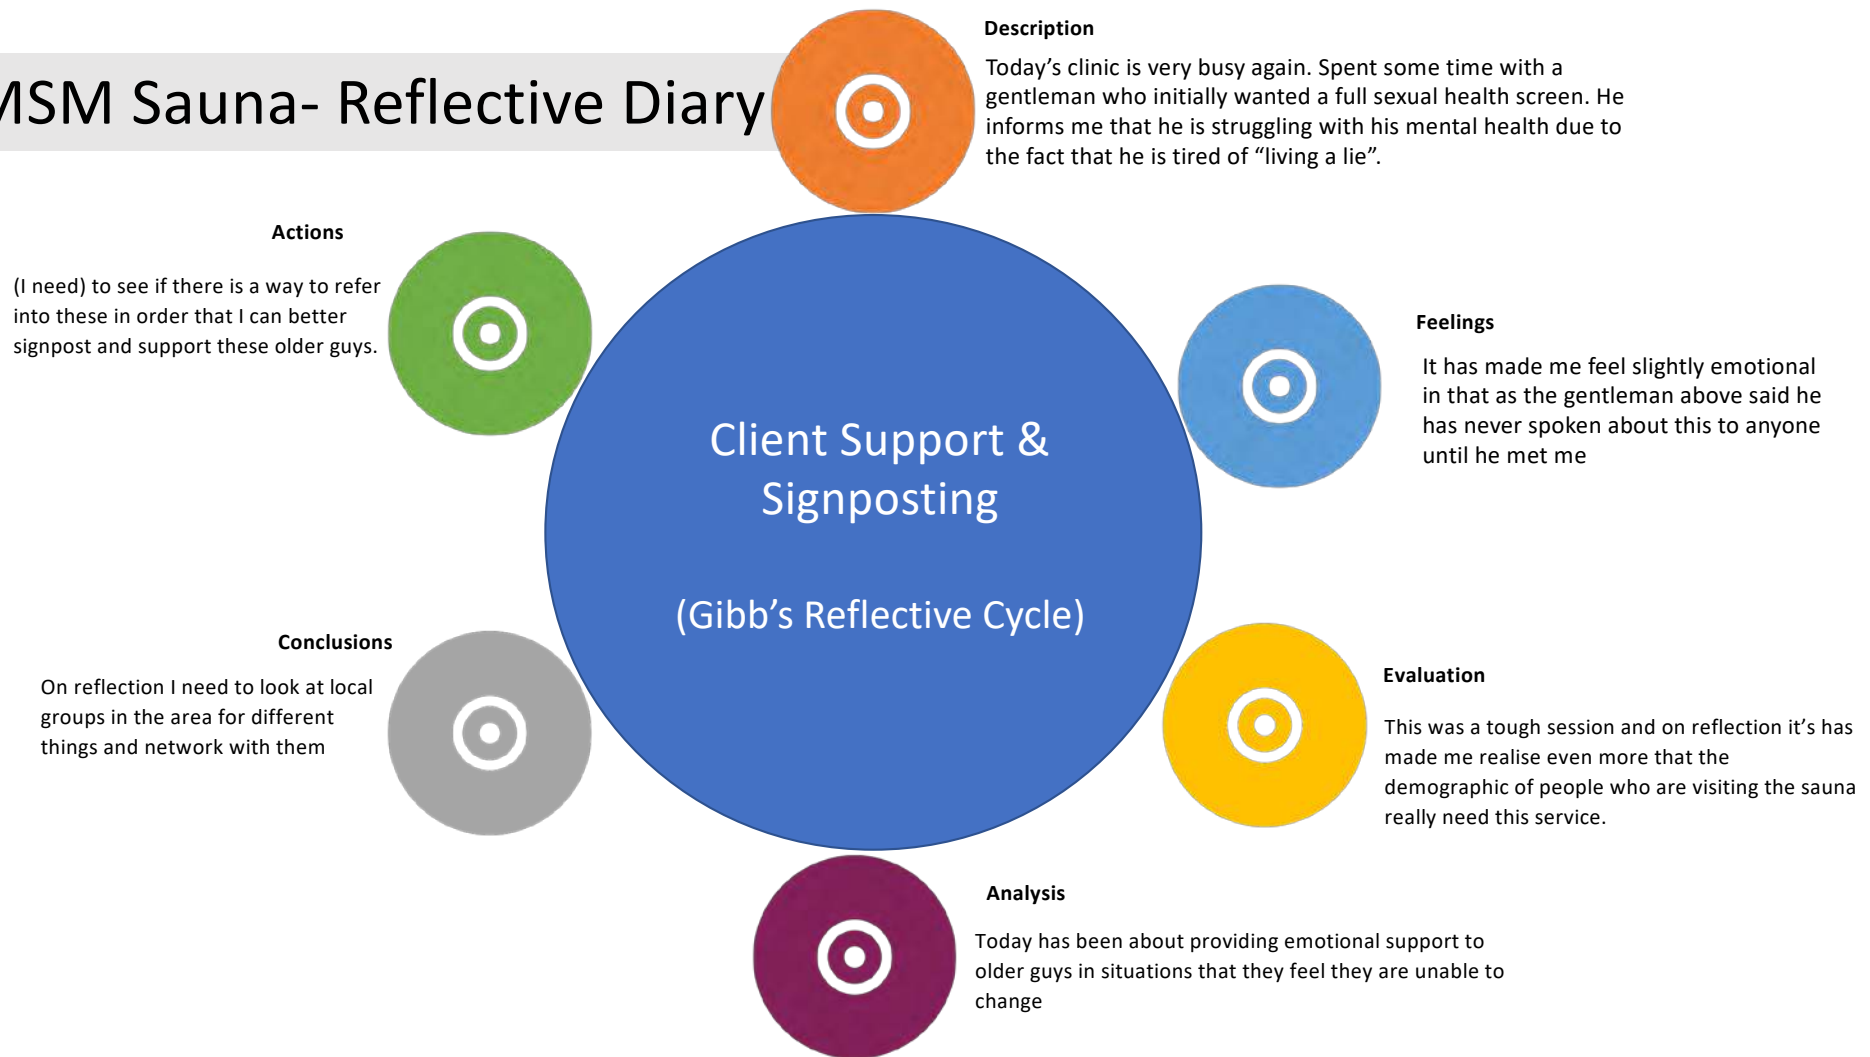 MSM Sauna- Reflective Diary
Description
Today's clinic is very busy again. Spent some time with a
gentleman who initially wanted a full sexual health screen. He
informs me that he is struggling with his mental health due to
the fact that he is tired of “living a lie”.
Feelings
It has made me feel slightly emotional
in that as the gentleman above said he
has never spoken about this to anyone
until he met me
Evaluation
This was a tough session and on reflection it's has
made me realise even more that the
demographic of people who are visiting the sauna
really need this service.
Analysis
Today has been about providing emotional support to
older guys in situations that they feel they are unable to
change
Conclusions
On reflection I need to look at local
groups in the area for different
things and network with them
Actions
(I need) to see if there is a way to refer
into these in order that I can better
signpost and support these older guys.
Client Support &
Signposting
(Gibb's Reflective Cycle)